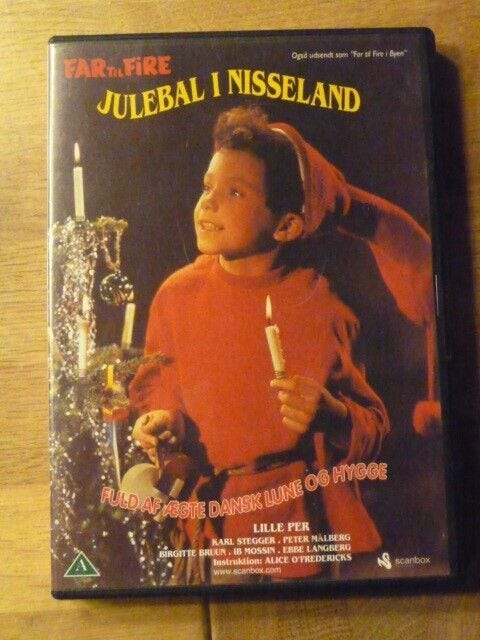 Også udsendt som "Far til Fire i Byen"
FAR TIL FIRE
JULEBAL I NISSELAND
FULD AF ÆGTE DANSK LUNE OG HYGGE
LILLE PER
KARL STEGGER . PETER MALBERG
BIRGITTE BRUUN . IB MOSSIN . EBBE LANGBERG
Instruktion: ALICE O'FREDERICKS
www.scanbox.com
scanbox
A